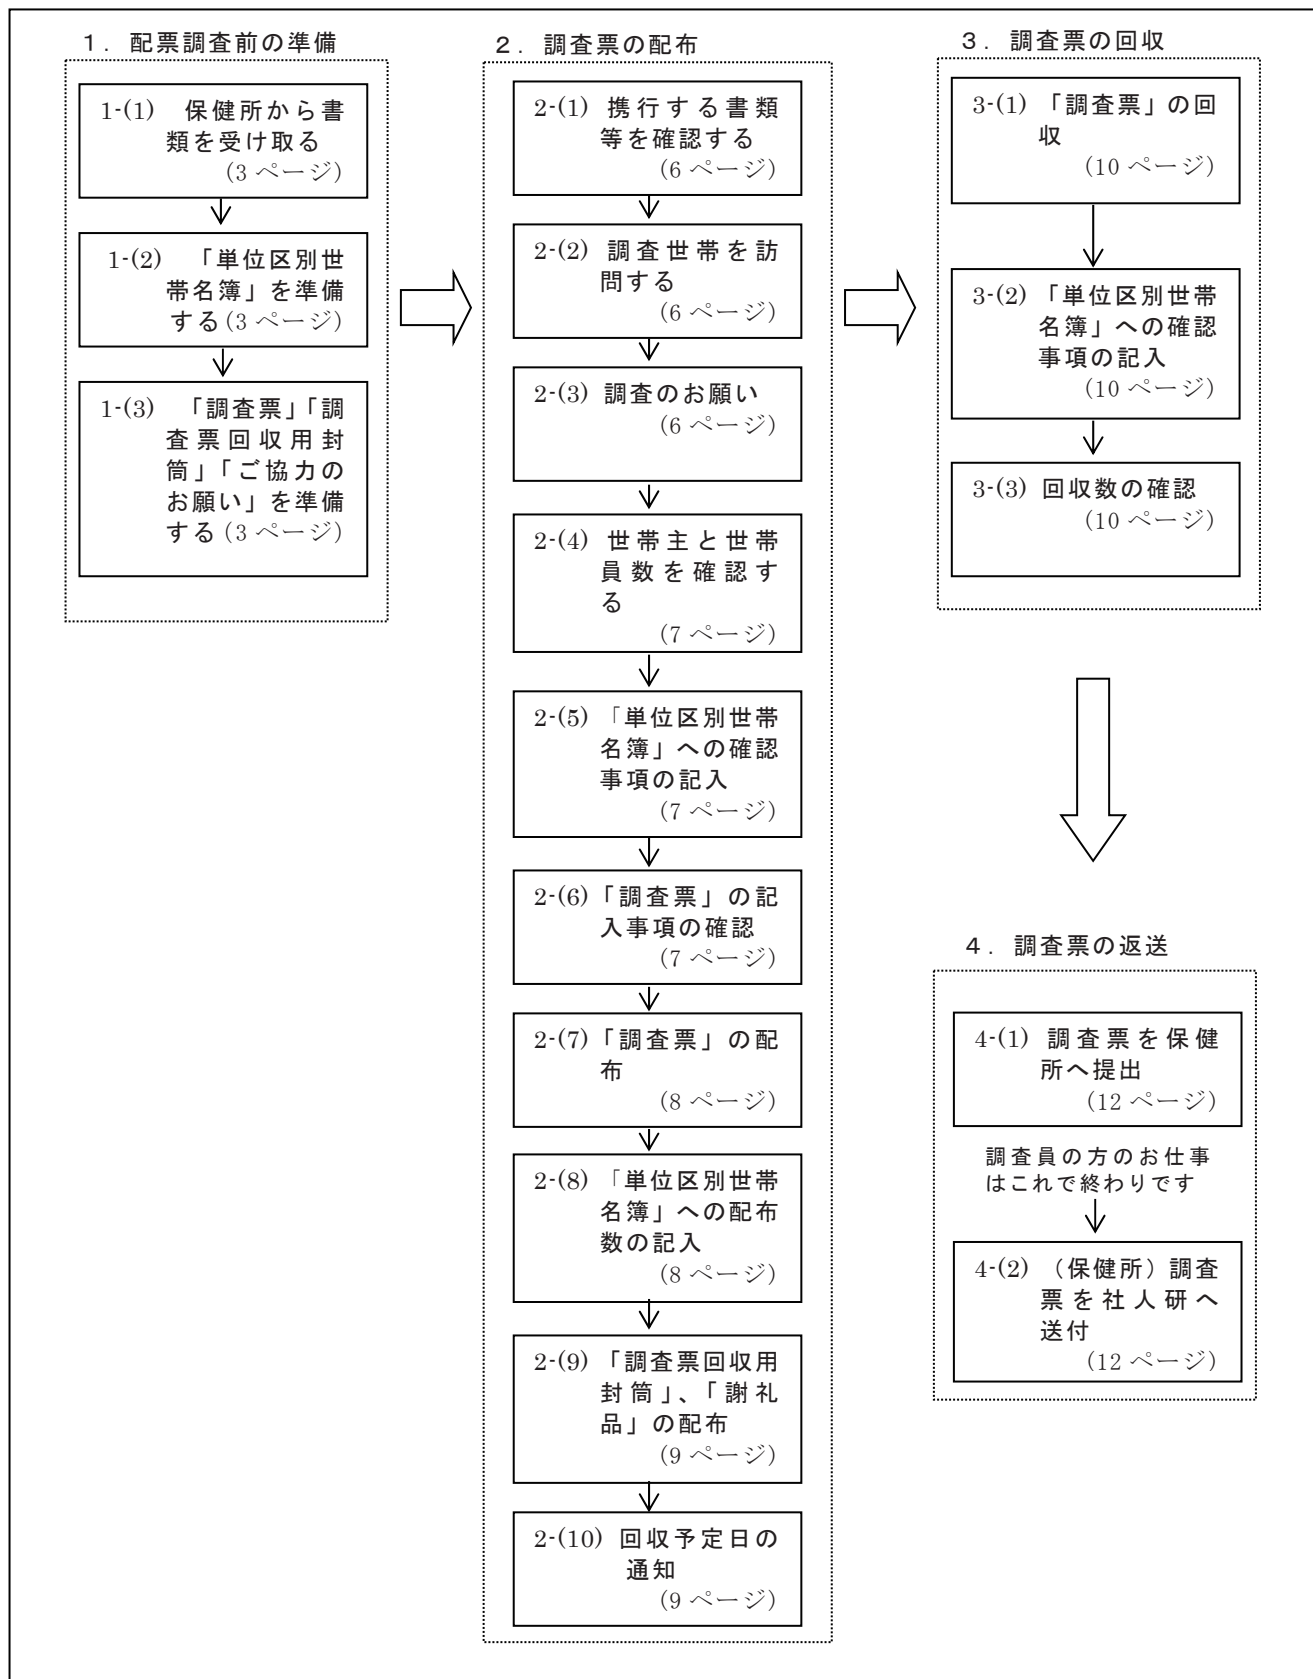 １．配票調査前の準備
1-(1)　保健所から書
類を受け取る
(3 ページ)
1-(2)　「単位区別世
帯名簿」を準備
する(3 ページ)
1-(3)　「調査票」「調
査票回収用封
筒」「ご協力の
お願い」を準備
する(3 ページ)
２．調査票の配布
2-(1) 携行する書類
等を確認する
(6 ページ)
2-(2) 調査世帯を訪
問する
(6 ページ)
2-(3) 調査のお願い
(6 ページ)
2-(4) 世帯主と世帯
員数を確認す
る
(7 ページ)
2-(5) 「単位区別世帯
名簿」への確認
事項の記入
(7 ページ)
2-(6) 「調査票」の記
入事項の確認
(7 ページ)
2-(7) 「調査票」の配
布
(8 ページ)
2-(8) 「単位区別世帯
名簿」への配布
数の記入
(8 ページ)
2-(9) 「調査票回収用
封筒」、「謝礼
品」の配布
(9 ページ)
2-(10) 回収予定日の
通知
(9 ページ)
３．調査票の回収
3-(1) 「調査票」の回
収
(10 ページ)
3-(2) 「単位区別世帯
名簿」への確認
事項の記入
(10 ページ)
3-(3) 回収数の確認
(10 ページ)
４．調査票の返送
4-(1) 調査票を保健
所へ提出
(12 ページ)
調査員の方のお仕事
はこれで終わりです
4-(2) （保健所）調査
票を社人研へ
送付
(12 ページ)